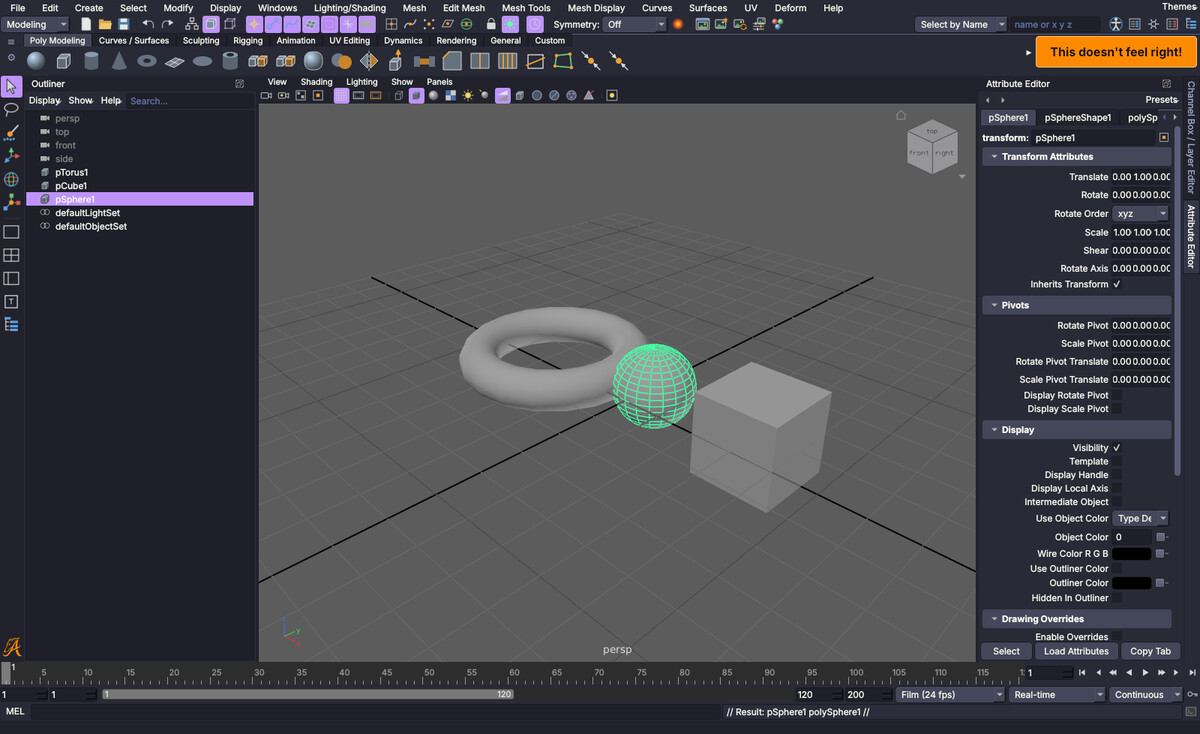 File Edit Create Select Modify Display Windows Lighting/Shading Mesh Edit Mesh Mesh Tools Mesh Display Curves Surfaces UV Deform Help
Themes
Modeling Symmetry: Off Select by Name name or x y z
Poly Modeling Curves / Surfaces Sculpting Rigging Animation UV Editing Dynamics Rendering General Custom
This doesn't feel right!
Outliner
Display Show Help Search...
persp
top
front
side
pTorus1
pCube1
pSphere1
defaultLightSet
defaultObjectSet
View Shading Lighting Show Panels
top
front right
persp
Z
Y
Attribute Editor
Presets
pSphere1 pSphereShape1 polySp
transform: pSphere1
Transform Attributes
Translate 0.00 1.00 0.00
Rotate 0.00 0.00 0.00
Rotate Order xyz
Scale 1.00 1.00 1.00
Shear 0.00 0.00 0.00
Rotate Axis 0.00 0.00 0.00
Inherits Transform
Pivots
Rotate Pivot 0.00 0.00 0.00
Scale Pivot 0.00 0.00 0.00
Rotate Pivot Translate 0.00 0.00 0.00
Scale Pivot Translate 0.00 0.00 0.00
Display Rotate Pivot
Display Scale Pivot
Display
Visibility
Template
Display Handle
Display Local Axis
Intermediate Object
Use Object Color Type De
Object Color 0
Wire Color R G B
Use Outliner Color
Outliner Color
Hidden In Outliner
Drawing Overrides
Enable Overrides
Select Load Attributes Copy Tab
Channel Box / Layer Editor
Attribute Editor
1 5 10 15 20 25 30 35 40 45 50 55 60 65 70 75 80 85 90 95 100 105 110 115 1
1 1 1 120 120 200 Film (24 fps) Real-time Continuous
MEL // Result: pSphere1 polySphere1 //